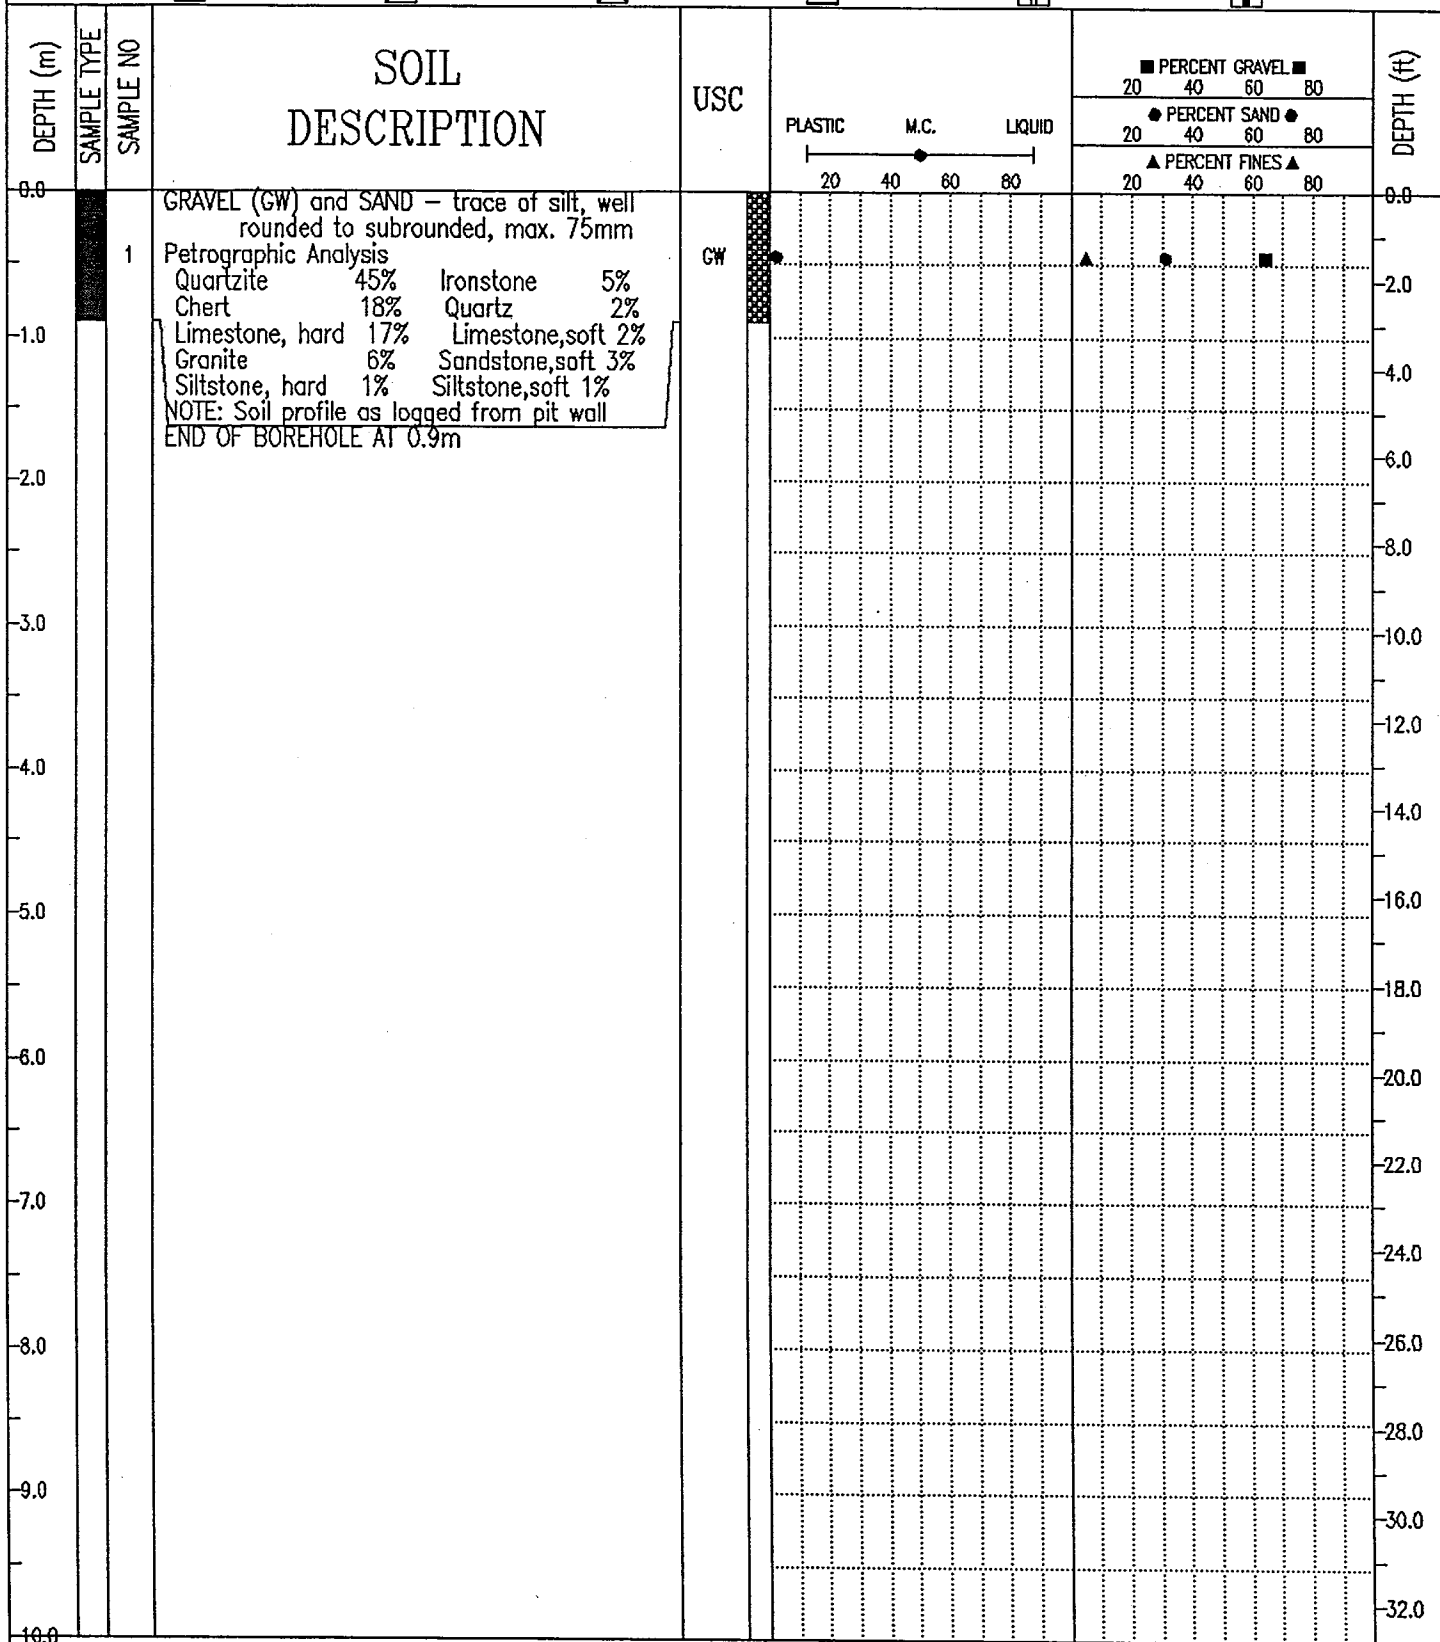 DEPTH (m)
SAMPLE TYPE
SAMPLE NO
SOIL
DESCRIPTION
USC
PLASTIC M.C. LIQUID
20 40 60 80
■ PERCENT GRAVEL ■
20 40 60 80
● PERCENT SAND ●
20 40 60 80
▲ PERCENT FINES ▲
20 40 60 80
DEPTH (ft)
0.0
GRAVEL (GW) and SAND – trace of silt, well
rounded to subrounded, max. 75mm
1 Petrographic Analysis GW
Quartzite 45% Ironstone 5%
Chert 18% Quartz 2%
Limestone, hard 17% Limestone,soft 2%
Granite 6% Sandstone,soft 3%
Siltstone, hard 1% Siltstone,soft 1%
NOTE: Soil profile as logged from pit wall
END OF BOREHOLE AT 0.9m
1.0
2.0
3.0
4.0
5.0
6.0
7.0
8.0
9.0
10.0
0.0
2.0
4.0
6.0
8.0
10.0
12.0
14.0
16.0
18.0
20.0
22.0
24.0
26.0
28.0
30.0
32.0